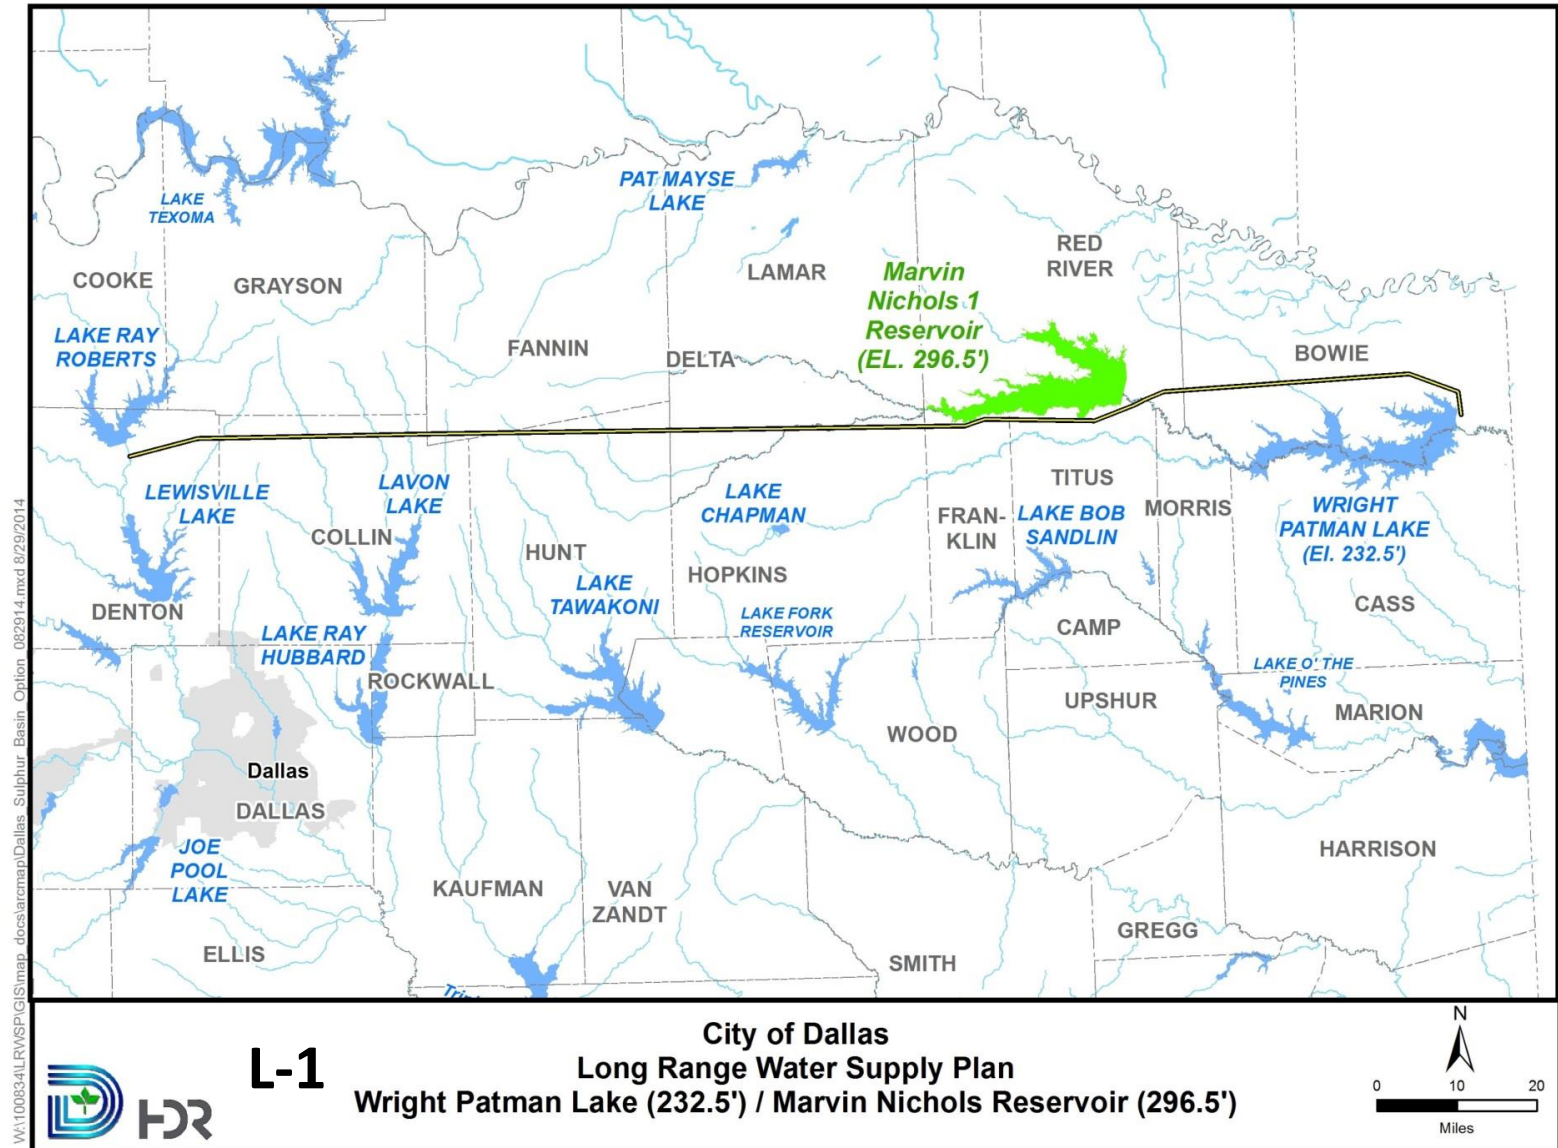 LAKE
TEXOMA
PAT MAYSE
LAKE
COOKE
GRAYSON
LAMAR
RED
RIVER
Marvin
Nichols 1
Reservoir
(EL. 296.5')
LAKE RAY
ROBERTS
FANNIN
DELTA
BOWIE
LEWISVILLE
LAKE
LAVON
LAKE
COLLIN
HUNT
LAKE
CHAPMAN
HOPKINS
FRAN-
KLIN
TITUS
LAKE BOB
SANDLIN
MORRIS
WRIGHT
PATMAN LAKE
(El. 232.5')
CASS
DENTON
LAKE
TAWAKONI
LAKE FORK
RESERVOIR
CAMP
LAKE RAY
HUBBARD
ROCKWALL
LAKE O' THE
PINES
UPSHUR
MARION
WOOD
Dallas
DALLAS
JOE
POOL
LAKE
HARRISON
KAUFMAN
VAN
ZANDT
GREGG
ELLIS
SMITH
W:\100834\LRWSP\GIS\map_docs\arcmap\Dallas_Sulphur_Basin_Option_082914.mxd 8/29/2014
HDR
L-1
City of Dallas
Long Range Water Supply Plan
Wright Patman Lake (232.5') / Marvin Nichols Reservoir (296.5')
N
0 10 20
Miles